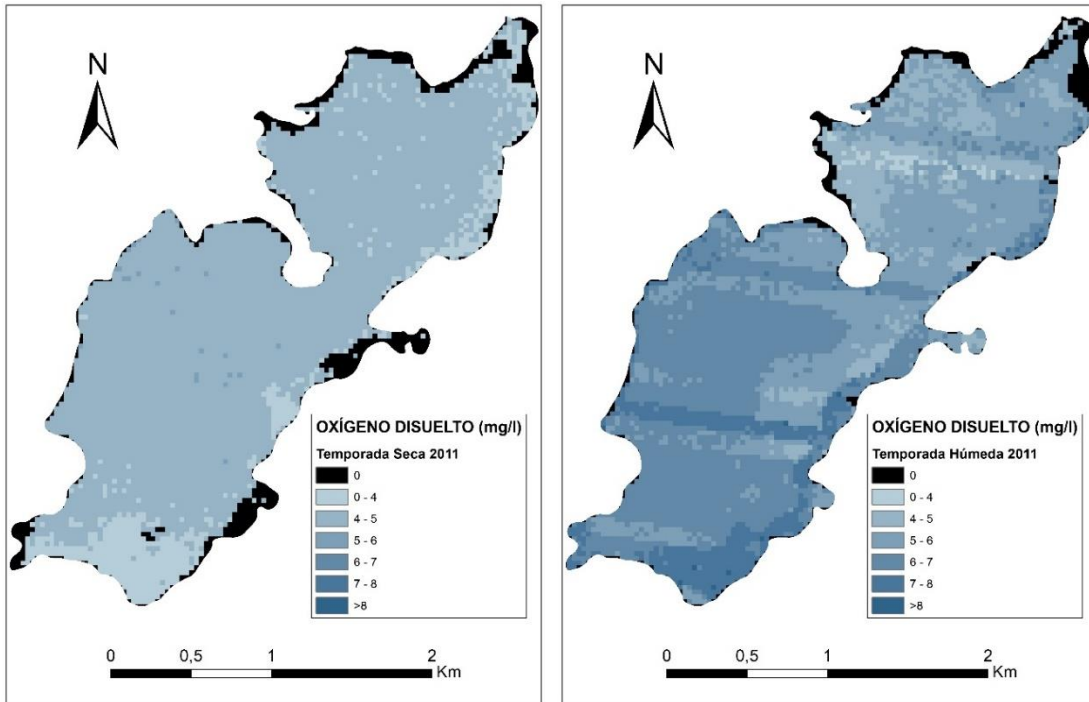 N
OXÍGENO DISUELTO (mg/l)
Temporada Seca 2011
0
0 - 4
4 - 5
5 - 6
6 - 7
7 - 8
>8
0 0,5 1 2
Km
N
OXÍGENO DISUELTO (mg/l)
Temporada Húmeda 2011
0
0 - 4
4 - 5
5 - 6
6 - 7
7 - 8
>8
0 0,5 1 2
Km